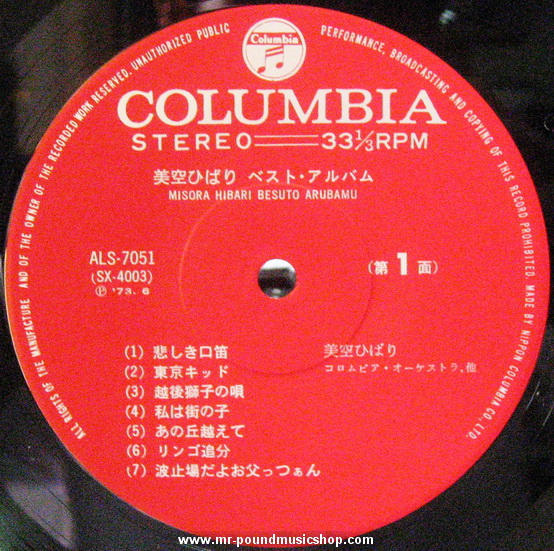 ALL RIGHTS OF THE MANUFACTURE AND OF THE OWNER OF THE RECORDED WORK RESERVED. UNAUTHORIZED PUBLIC PERFORMANCE, BROADCASTING AND COPYING OF THIS RECORD PROHIBITED. MADE BY NIPPON COLUMBIA CO., LTD.
Columbia
COLUMBIA
STEREO 33 1/3 RPM
美空ひばり ベスト・アルバム
MISORA HIBARI BESUTO ARUBAMU
ALS-7051
(SX-4003)
Ⓟ '73. 6
(第1面)
(1) 悲しき口笛
(2) 東京キッド
(3) 越後獅子の唄
(4) 私は街の子
(5) あの丘越えて
(6) リンゴ追分
(7) 波止場だよお父っつぁん
美空ひばり
コロムビア・オーケストラ,他
www.mr-poundmusicshop.com